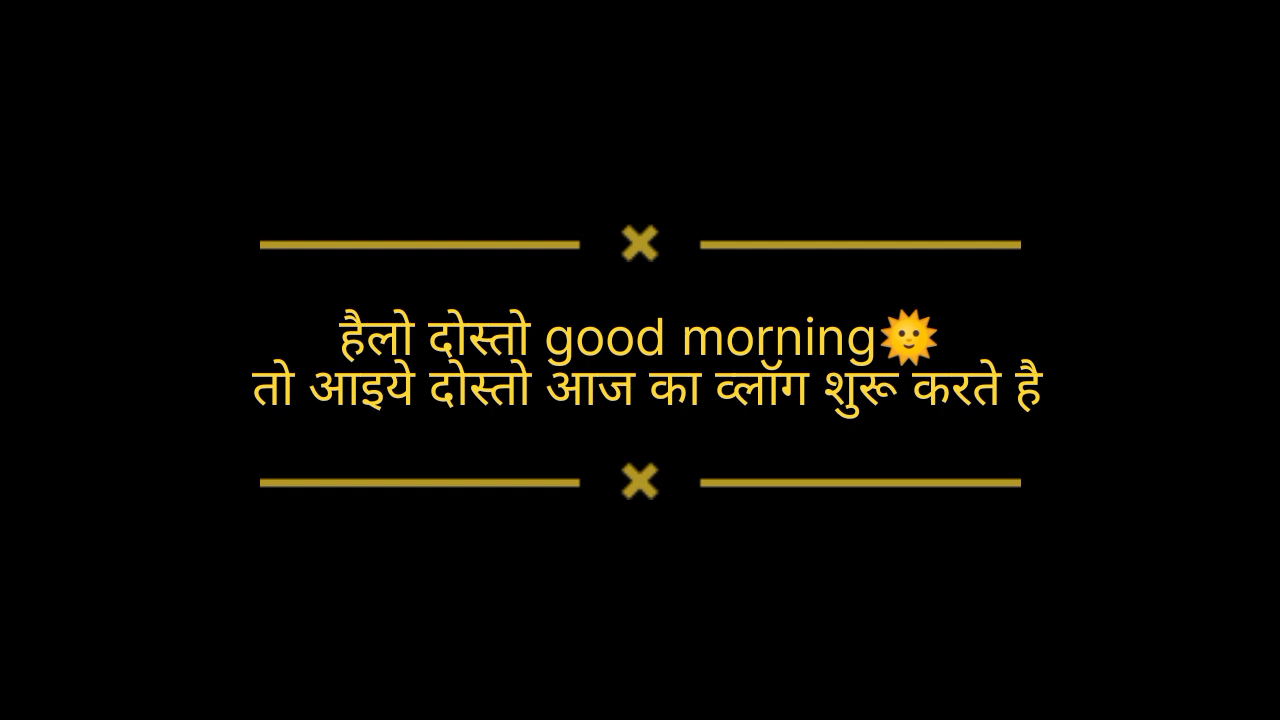 हैलो दोस्तो good morning🌞
तो आइये दोस्तो आज का व्लॉग शुरू करते है